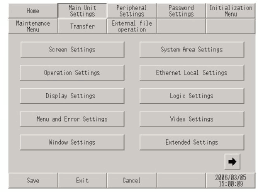 Home
Main Unit
Settings
Peripheral
Settings
Password
Settings
Initialization
Menu
Maintenance
Menu
Transfer
External file
operation
Screen Settings
System Area Settings
Operation Settings
Ethernet Local Settings
Display Settings
Logic Settings
Menu and Error Settings
Video Settings
Window Settings
Extended Settings
Save
Exit
Cancel
2008/03/05
11:00:09